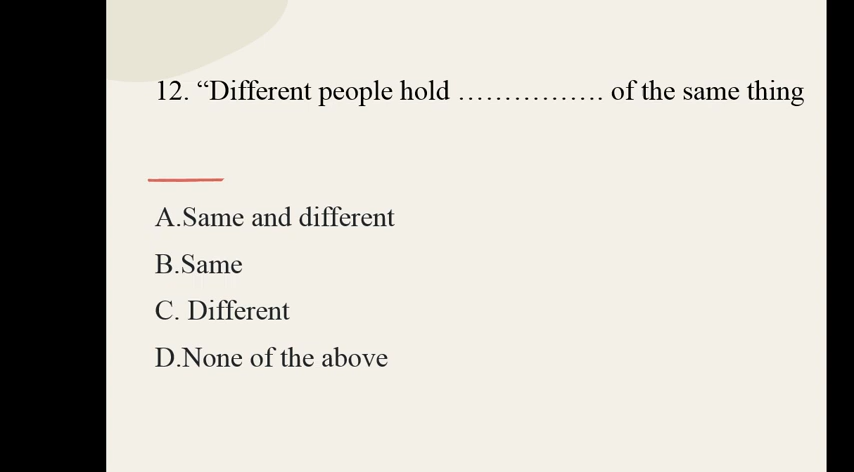 12. “Different people hold ……………. of the same thing
A.Same and different
B.Same
C. Different
D.None of the above